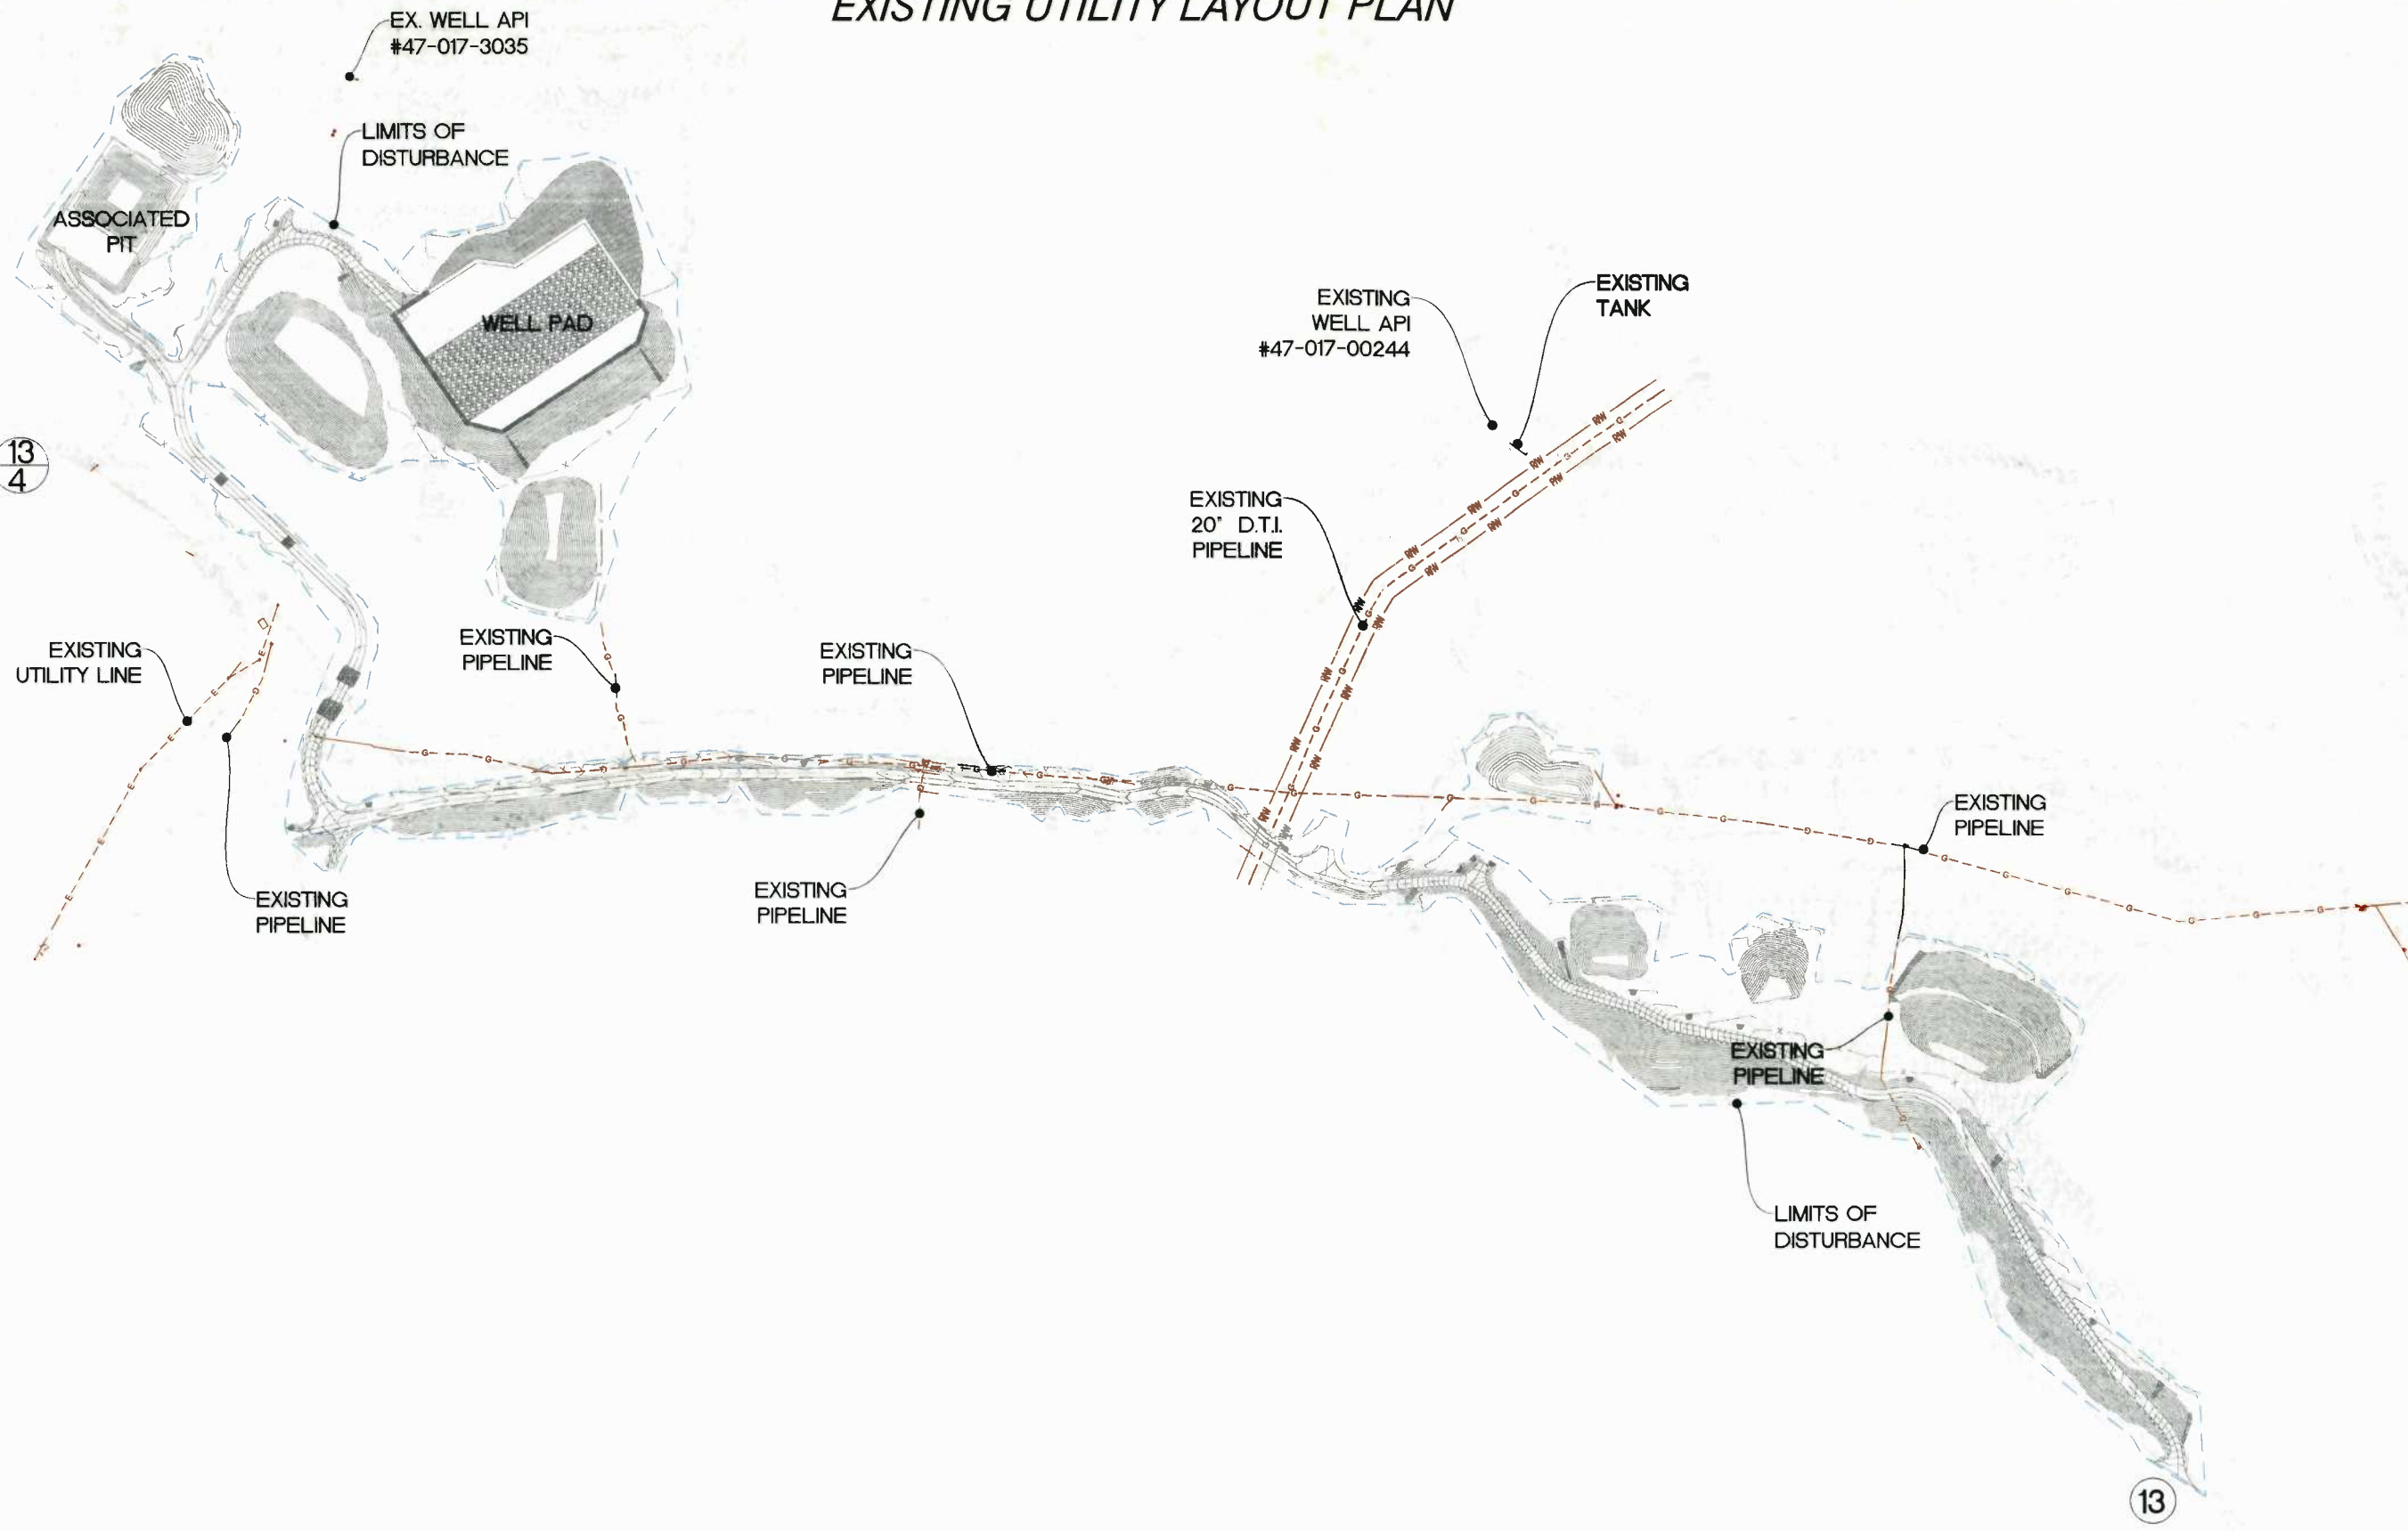 EXISTING UTILITY LAYOUT PLAN
EX. WELL API
#47-017-3035
LIMITS OF
DISTURBANCE
ASSOCIATED
PIT
WELL PAD
EXISTING
WELL API
#47-017-00244
EXISTING
TANK
13
4
EXISTING
20" D.T.I.
PIPELINE
EXISTING
UTILITY LINE
EXISTING
PIPELINE
EXISTING
PIPELINE
EXISTING
PIPELINE
EXISTING
PIPELINE
EXISTING
PIPELINE
EXISTING
PIPELINE
LIMITS OF
DISTURBANCE
13